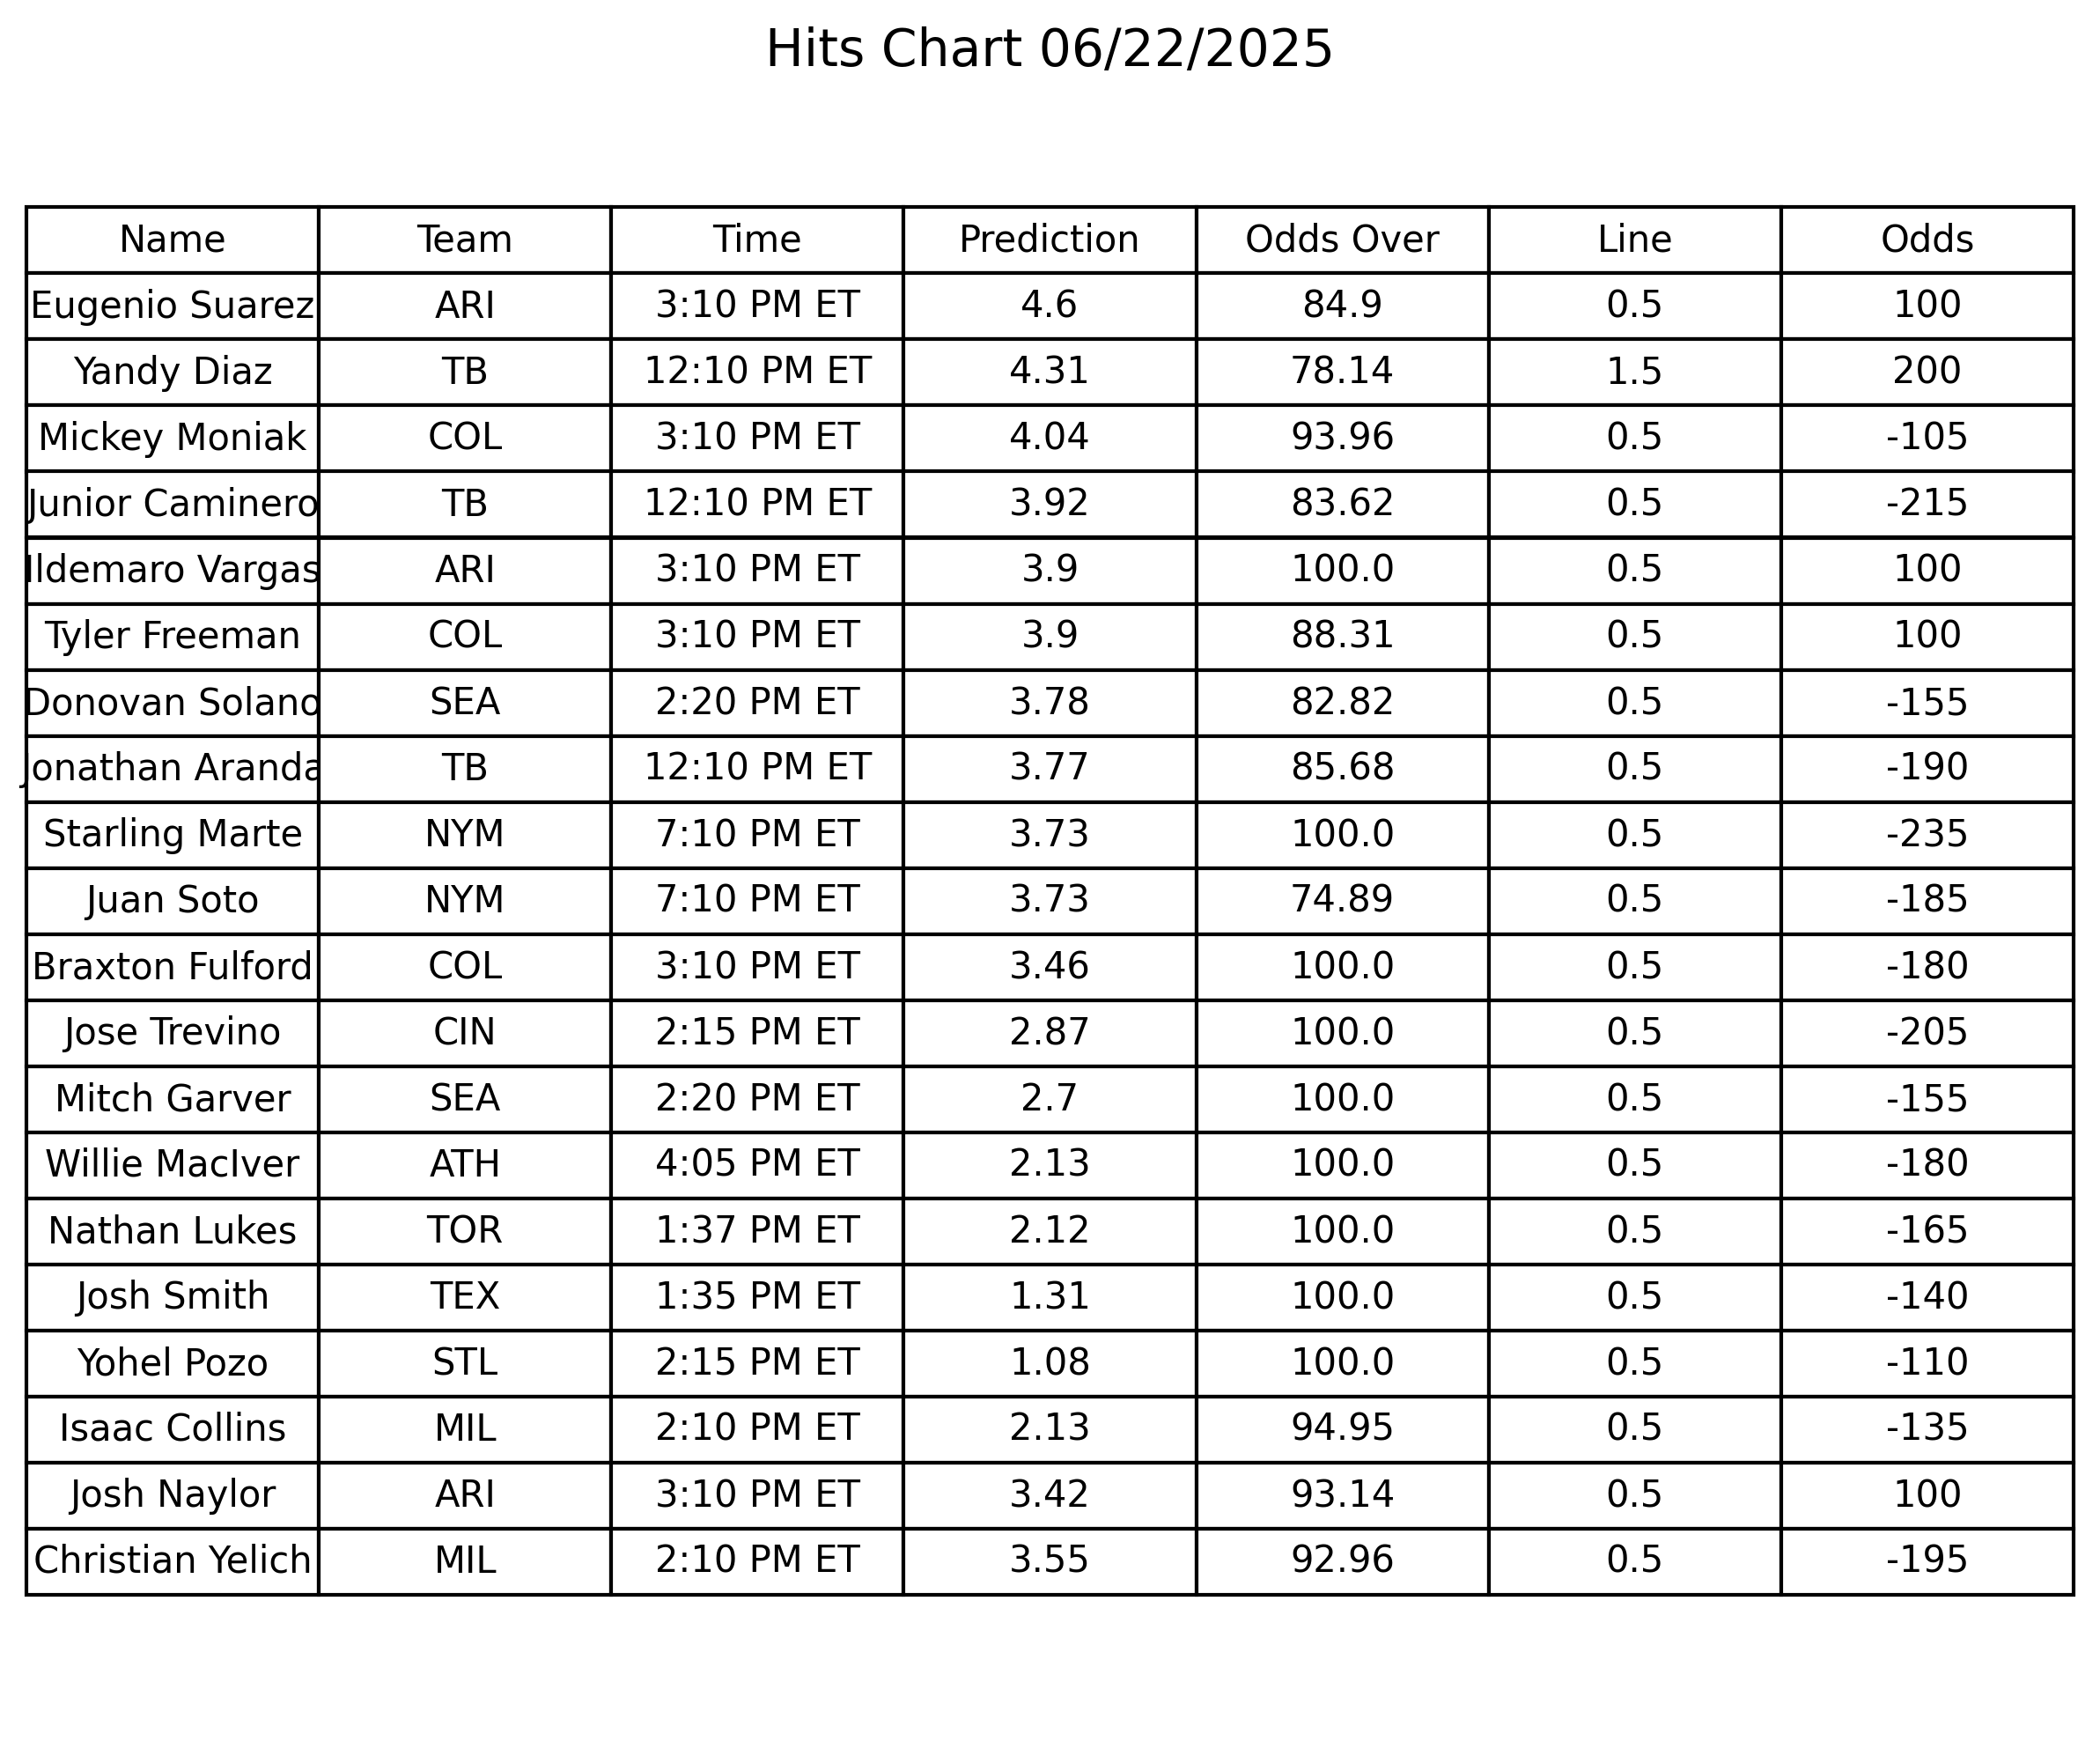 Hits Chart 06/22/2025
Name Team Time Prediction Odds Over Line Odds
Eugenio Suarez ARI 3:10 PM ET 4.6 84.9 0.5 100
Yandy Diaz TB 12:10 PM ET 4.31 78.14 1.5 200
Mickey Moniak COL 3:10 PM ET 4.04 93.96 0.5 -105
Junior Caminero TB 12:10 PM ET 3.92 83.62 0.5 -215
Ildemaro Vargas ARI 3:10 PM ET 3.9 100.0 0.5 100
Tyler Freeman COL 3:10 PM ET 3.9 88.31 0.5 100
Donovan Solano SEA 2:20 PM ET 3.78 82.82 0.5 -155
Jonathan Aranda TB 12:10 PM ET 3.77 85.68 0.5 -190
Starling Marte NYM 7:10 PM ET 3.73 100.0 0.5 -235
Juan Soto NYM 7:10 PM ET 3.73 74.89 0.5 -185
Braxton Fulford COL 3:10 PM ET 3.46 100.0 0.5 -180
Jose Trevino CIN 2:15 PM ET 2.87 100.0 0.5 -205
Mitch Garver SEA 2:20 PM ET 2.7 100.0 0.5 -155
Willie MacIver ATH 4:05 PM ET 2.13 100.0 0.5 -180
Nathan Lukes TOR 1:37 PM ET 2.12 100.0 0.5 -165
Josh Smith TEX 1:35 PM ET 1.31 100.0 0.5 -140
Yohel Pozo STL 2:15 PM ET 1.08 100.0 0.5 -110
Isaac Collins MIL 2:10 PM ET 2.13 94.95 0.5 -135
Josh Naylor ARI 3:10 PM ET 3.42 93.14 0.5 100
Christian Yelich MIL 2:10 PM ET 3.55 92.96 0.5 -195